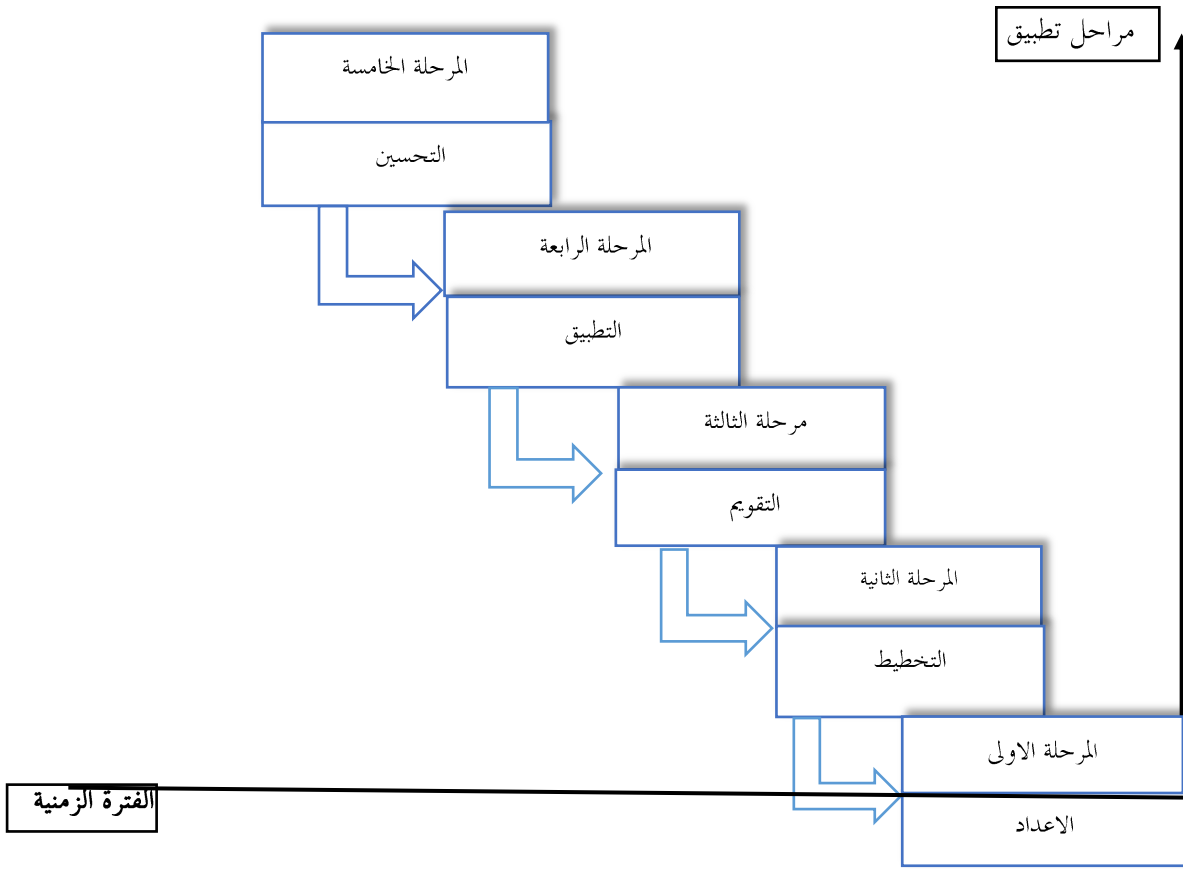 مراحل تطبيق
المرحلة الخامسة
التحسين
المرحلة الرابعة
التطبيق
مرحلة الثالثة
التقويم
المرحلة الثانية
التخطيط
المرحلة الاولى
الاعداد
الفترة الزمنية